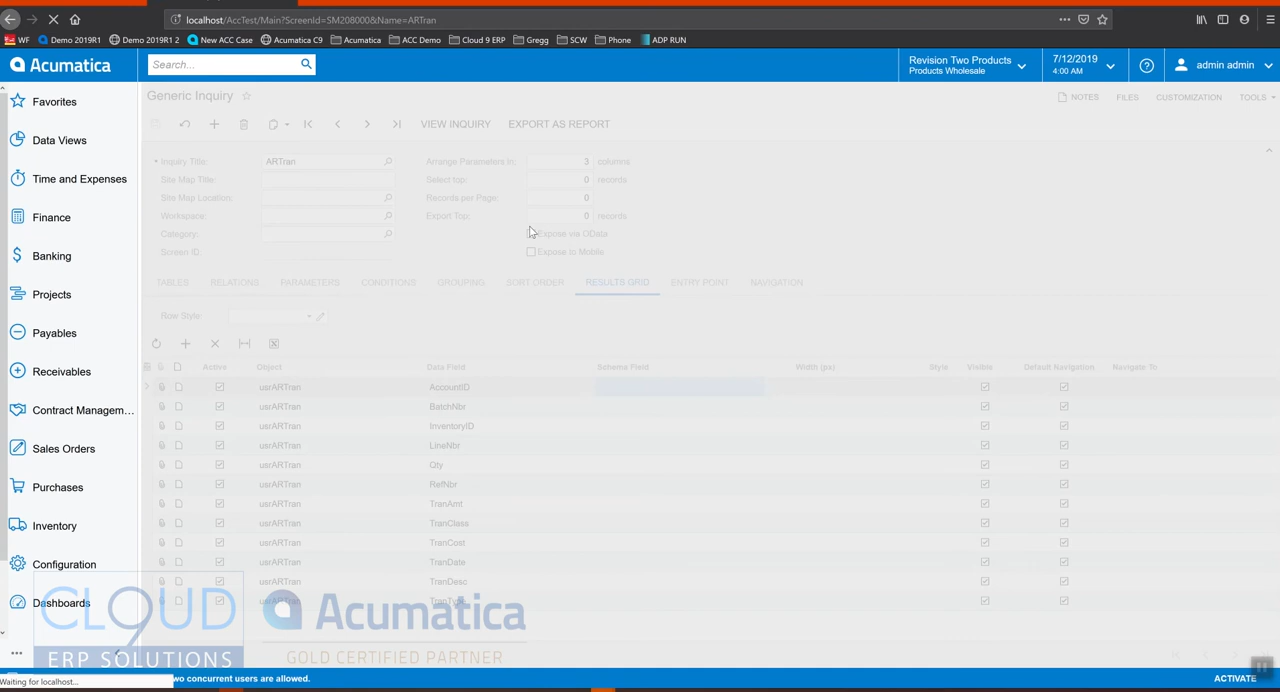 localhost/AccTest/Main?ScreenId=SM208000&Name=ARTran
WF Demo 2019R1 Demo 2019R1 2 New ACC Case Acumatica C9 Acumatica ACC Demo Cloud 9 ERP Gregg SCW Phone ADP RUN
Acumatica
Search...
Revision Two Products
Products Wholesale
7/12/2019
4:00 AM
admin admin
Favorites
Data Views
Time and Expenses
Finance
Banking
Projects
Payables
Receivables
Contract Managem...
Sales Orders
Purchases
Inventory
Configuration
Dashboards
Generic Inquiry
NOTES FILES CUSTOMIZATION TOOLS
VIEW INQUIRY EXPORT AS REPORT
* Inquiry Title: ARTran Arrange Parameters In: 3 columns
Site Map Title: Select top: 0 records
Site Map Location: Records per Page: 0
Workspace: Export Top: 0 records
Category: Expose via OData
Screen ID: Expose to Mobile
TABLES RELATIONS PARAMETERS CONDITIONS GROUPING SORT ORDER RESULTS GRID ENTRY POINT NAVIGATION
Row Style:
Active Object Data Field Schema Field Width (px) Style Visible Default Navigation Navigate To
usrARTran AccountID
usrARTran BatchNbr
usrARTran InventoryID
usrARTran LineNbr
usrARTran Qty
usrARTran RefNbr
usrARTran TranAmt
usrARTran TranClass
usrARTran TranCost
usrARTran TranDate
usrARTran TranDesc
usrARTran
CLOUD 9
ERP SOLUTIONS
Acumatica
GOLD CERTIFIED PARTNER
Waiting for localhost...
two concurrent users are allowed.
ACTIVATE